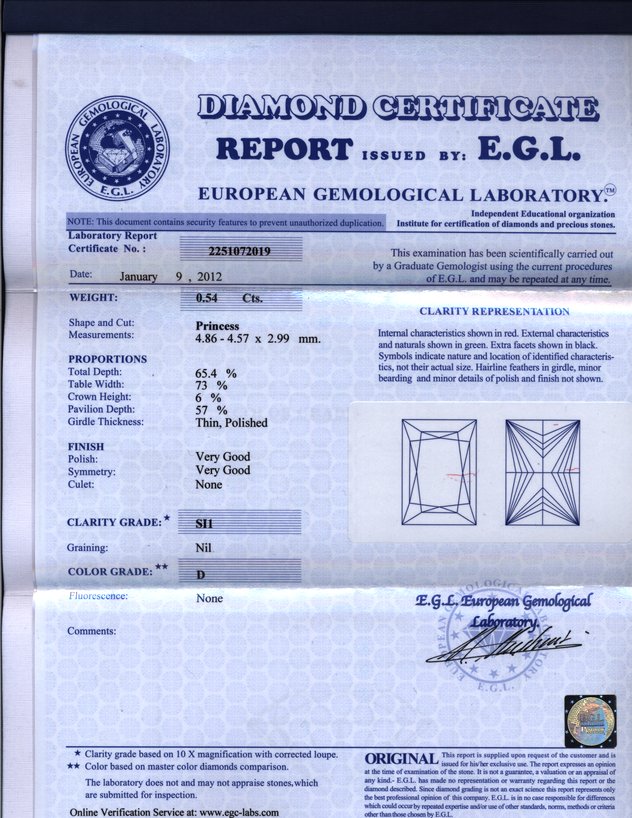 EUROPEAN GEMOLOGICAL LABORATORY
E.G.L.
DIAMOND CERTIFICATE
REPORT ISSUED BY: E.G.L.
EUROPEAN GEMOLOGICAL LABORATORY.™
Independent Educational organization
NOTE: This document contains security features to prevent unauthorized duplication.
Institute for certification of diamonds and precious stones.
Laboratory Report
Certificate No. : 2251072019
Date: January 9 , 2012
This examination has been scientifically carried out
by a Graduate Gemologist using the current procedures
of E.G.L. and may be repeated at any time.
WEIGHT: 0.54 Cts.
Shape and Cut: Princess
Measurements: 4.86 - 4.57 x 2.99 mm.
PROPORTIONS
Total Depth: 65.4 %
Table Width: 73 %
Crown Height: 6 %
Pavilion Depth: 57 %
Girdle Thickness: Thin, Polished
FINISH
Polish: Very Good
Symmetry: Very Good
Culet: None
CLARITY GRADE: ★ SI1
Graining: Nil
COLOR GRADE: ★★ D
Fluorescence: None
Comments:
CLARITY REPRESENTATION
Internal characteristics shown in red. External characteristics
and naturals shown in green. Extra facets shown in black.
Symbols indicate nature and location of identified characteris-
tics, not their actual size. Hairline feathers in girdle, minor
bearding and minor details of polish and finish not shown.
E.G.L. European Gemological
Laboratory.
E.G.L.
★ Clarity grade based on 10 X magnification with corrected loupe.
★★ Color based on master color diamonds comparison.
The laboratory does not and may not appraise stones,which
are submitted for inspection.
Online Verification Service at: www.egc-labs.com
ORIGINAL This report is supplied upon request of the customer and is
issued for his/her exclusive use. The report expresses an opinion
at the time of examination of the stone. It is not a guarantee, a valuation or an appraisal of
any kind.- E.G.L. has made no representation or warranty regarding this report or the
diamond described. Since diamond grading is not an exact science this report represents only
the best professional opinion of this company. E.G.L. is in no case responsible for differences
which could occur by repeated expertise and/or use of other standards, norms, methods or criteria
other than those chosen by E.G.L.